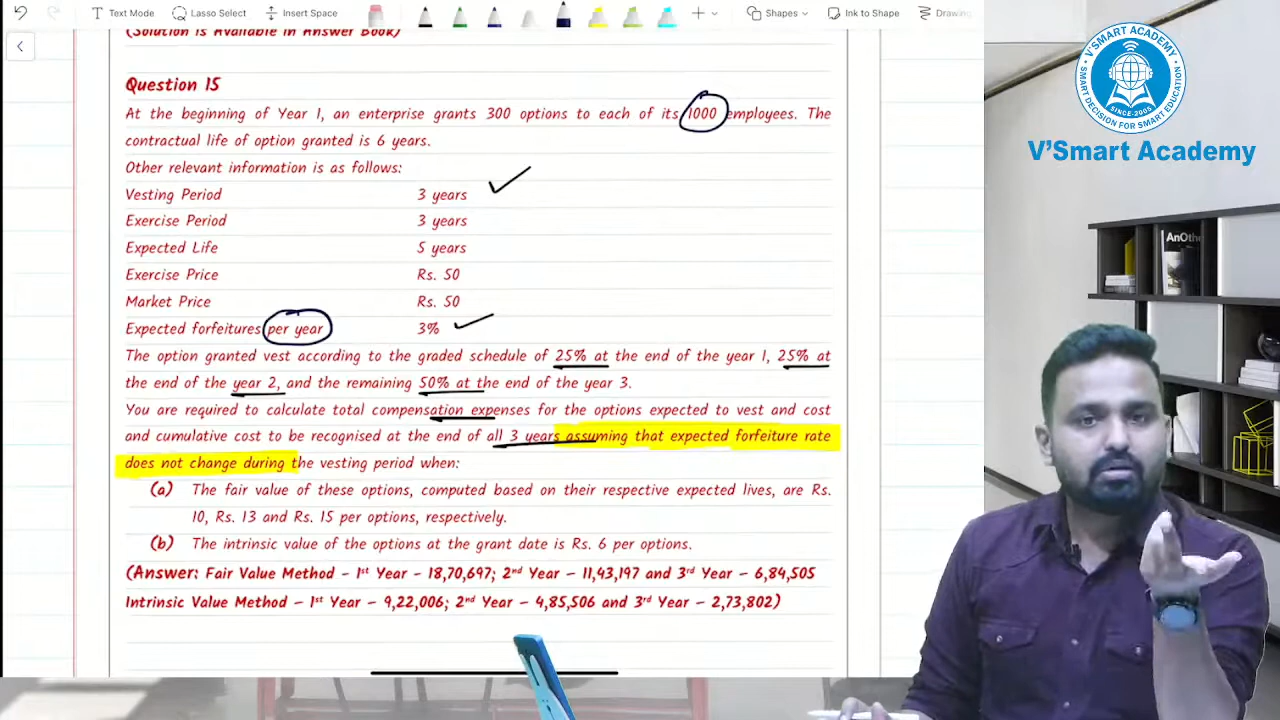 Text Mode Lasso Select Insert Space Shapes Ink to Shape Drawing
(Solution is Available in Answer Book)
Question 15
At the beginning of Year 1, an enterprise grants 300 options to each of its 1000 employees. The
contractual life of option granted is 6 years.
Other relevant information is as follows:
Vesting Period 3 years
Exercise Period 3 years
Expected Life 5 years
Exercise Price Rs. 50
Market Price Rs. 50
Expected forfeitures per year 3%
The option granted vest according to the graded schedule of 25% at the end of the year 1, 25% at
the end of the year 2, and the remaining 50% at the end of the year 3.
You are required to calculate total compensation expenses for the options expected to vest and cost
and cumulative cost to be recognised at the end of all 3 years assuming that expected forfeiture rate
does not change during the vesting period when:
(a) The fair value of these options, computed based on their respective expected lives, are Rs.
10, Rs. 13 and Rs. 15 per options, respectively.
(b) The intrinsic value of the options at the grant date is Rs. 6 per options.
(Answer: Fair Value Method – 1st Year – 18,70,697; 2nd Year – 11,43,197 and 3rd Year – 6,84,505
Intrinsic Value Method – 1st Year – 9,22,006; 2nd Year – 4,85,506 and 3rd Year – 2,73,802)
V'SMART ACADEMY
SINCE-2005
SMART DECISION FOR SMART EDUCATION
V'Smart Academy
AnOthe